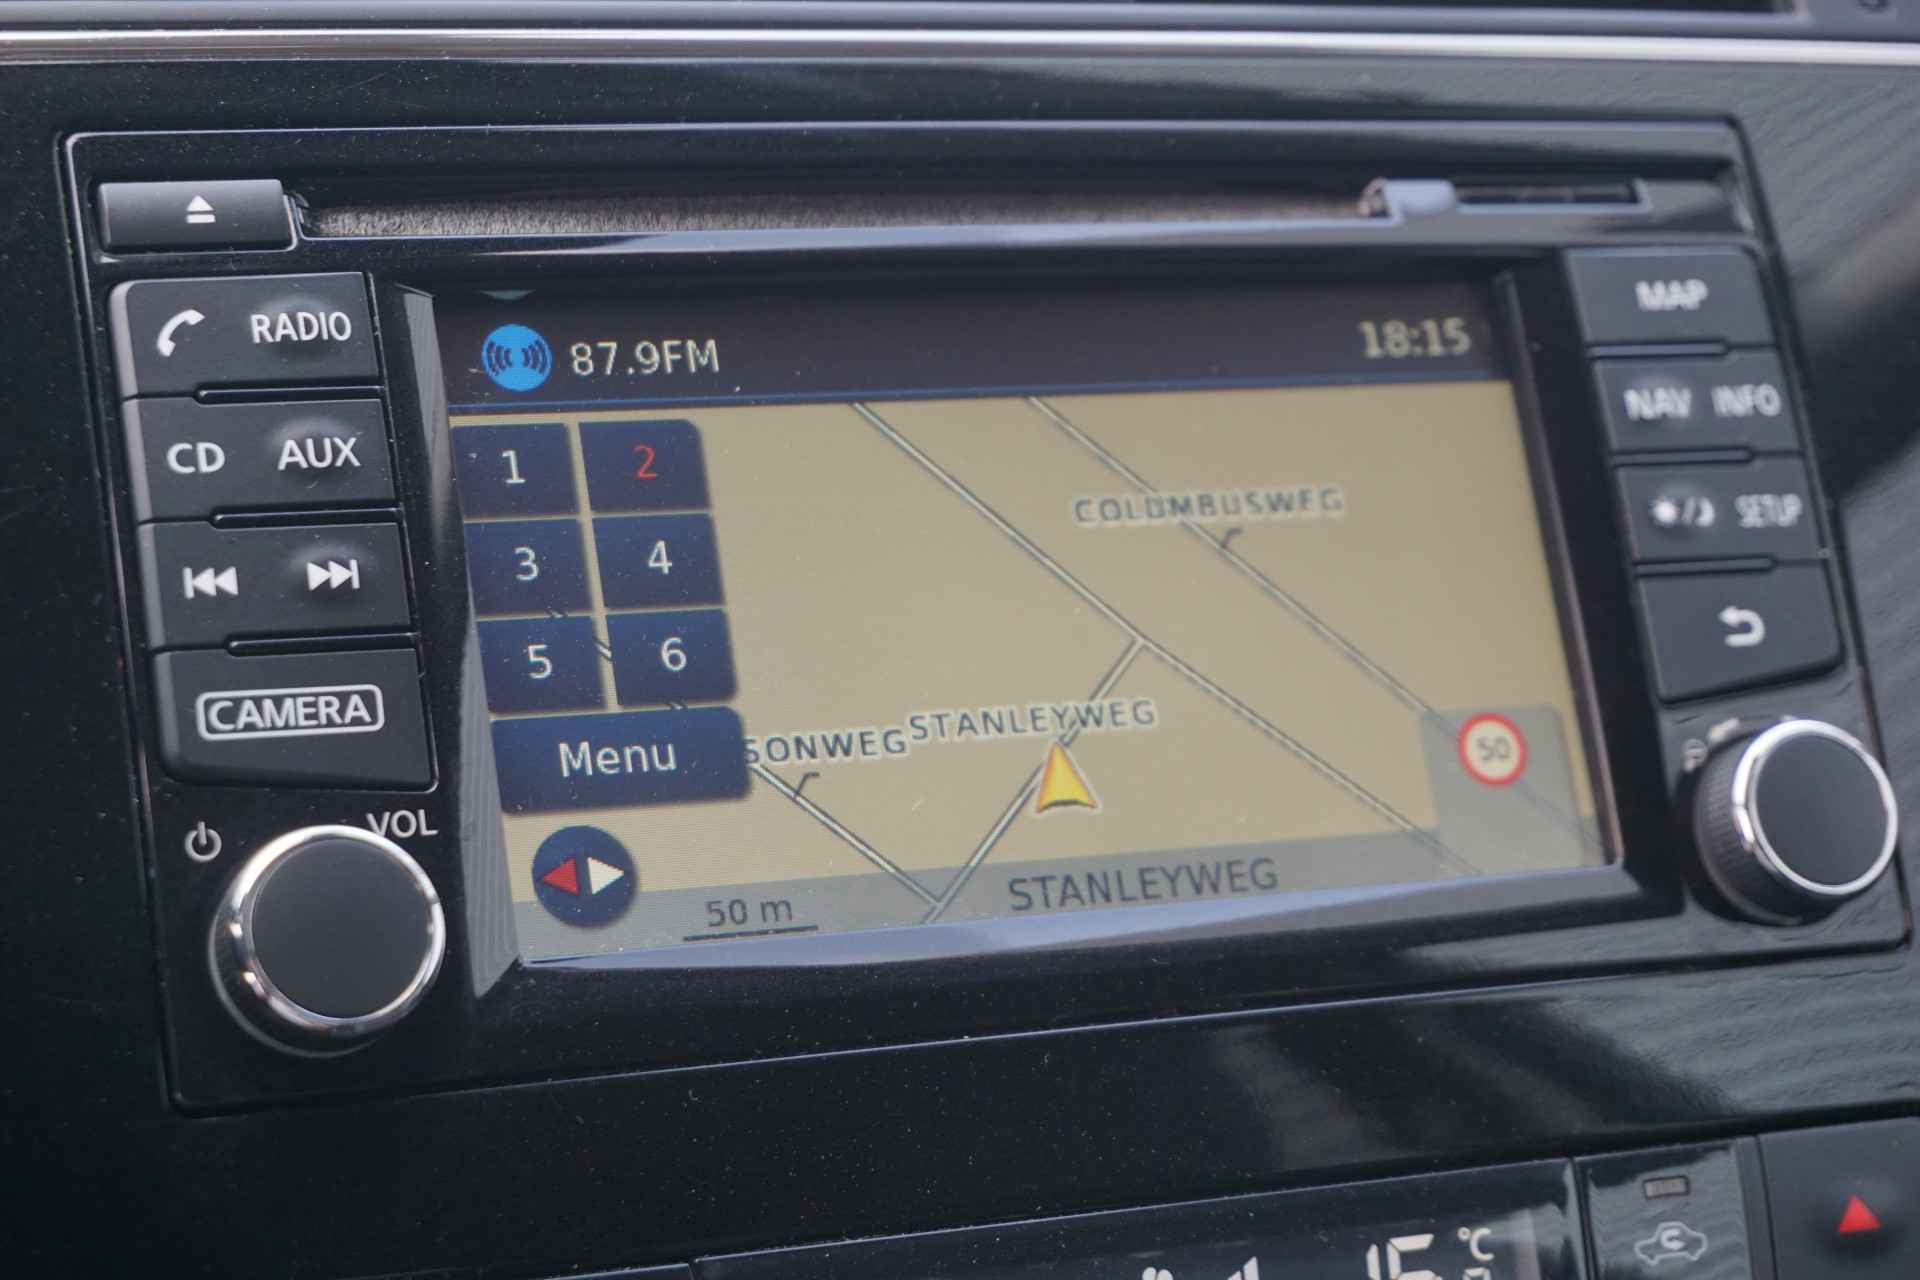 RADIO
MAP
87.9FM
18:15
CD AUX
NAV INFO
1
2
COLUMBUSWEG
3
4
SETUP
5
6
CAMERA
STANLEYWEG
SONWEG
Menu
50
VOL
STANLEYWEG
50 m
°C